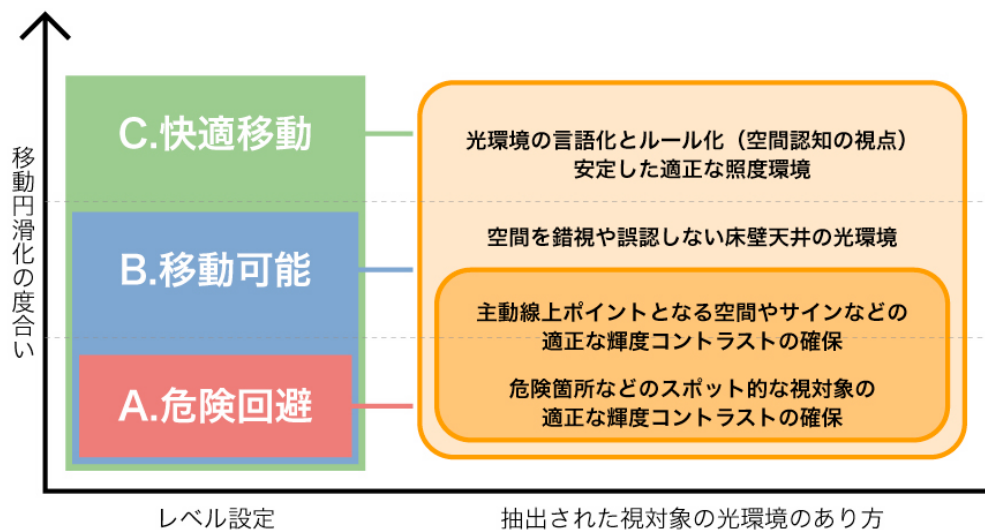 移動円滑化の度合い
C.快適移動
光環境の言語化とルール化（空間認知の視点）
安定した適正な照度環境
B.移動可能
空間を錯視や誤認しない床壁天井の光環境
主動線上ポイントとなる空間やサインなどの
適正な輝度コントラストの確保
A.危険回避
危険箇所などのスポット的な視対象の
適正な輝度コントラストの確保
レベル設定
抽出された視対象の光環境のあり方